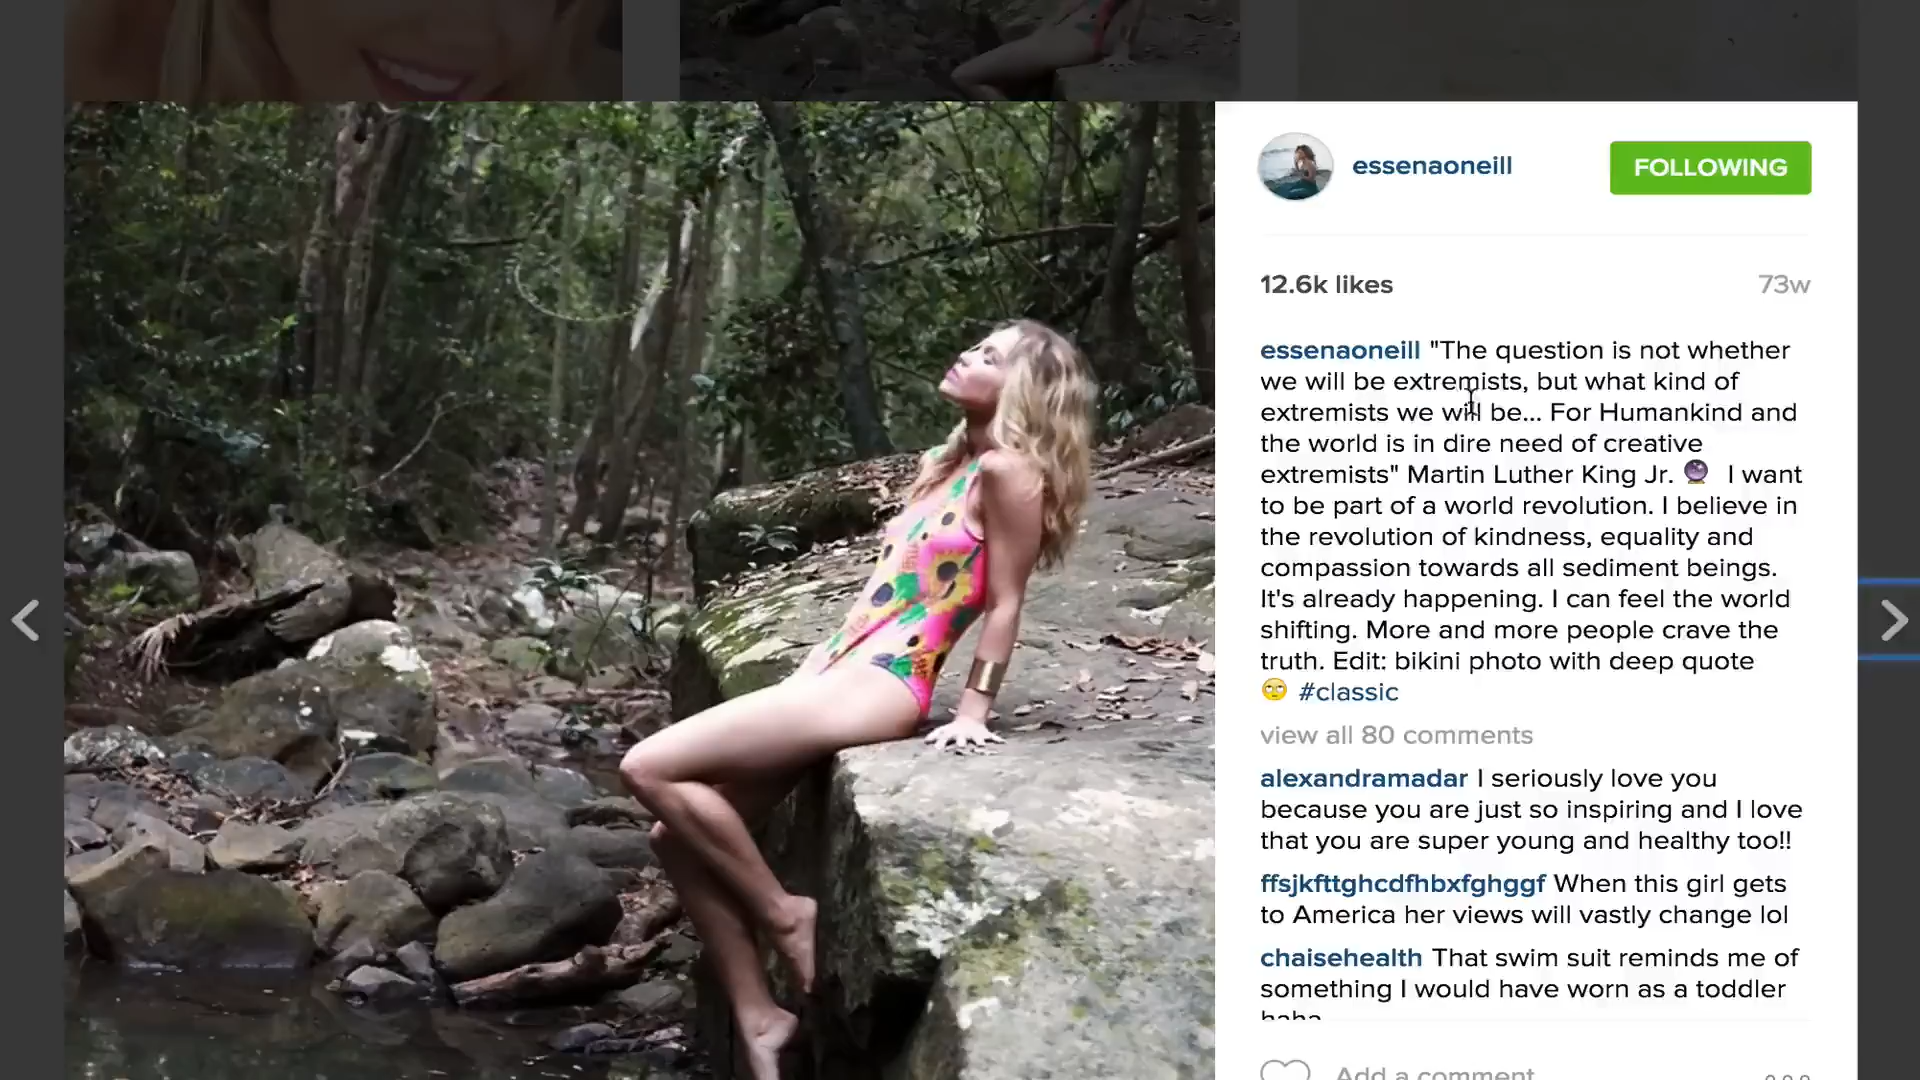 essenaoneill
FOLLOWING
12.6k likes
73w
essenaoneill "The question is not whether
we will be extremists, but what kind of
extremists we will be... For Humankind and
the world is in dire need of creative
extremists" Martin Luther King Jr. 🔮 I want
to be part of a world revolution. I believe in
the revolution of kindness, equality and
compassion towards all sediment beings.
It's already happening. I can feel the world
shifting. More and more people crave the
truth. Edit: bikini photo with deep quote
🙄 #classic
view all 80 comments
alexandramadar I seriously love you
because you are just so inspiring and I love
that you are super young and healthy too!!
ffsjkfttghcdfhbxfghggf When this girl gets
to America her views will vastly change lol
chaisehealth That swim suit reminds me of
something I would have worn as a toddler
haha
Add a comment